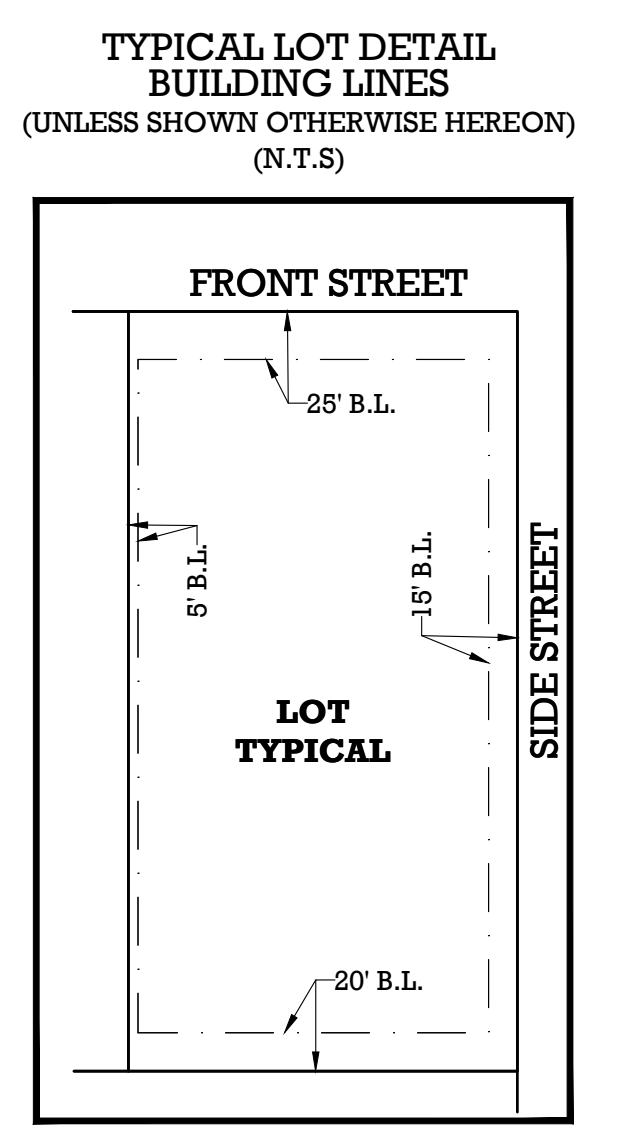 TYPICAL LOT DETAIL
BUILDING LINES
(UNLESS SHOWN OTHERWISE HEREON)
(N.T.S)
FRONT STREET
25' B.L.
5' B.L.
15' B.L.
SIDE STREET
LOT
TYPICAL
20' B.L.